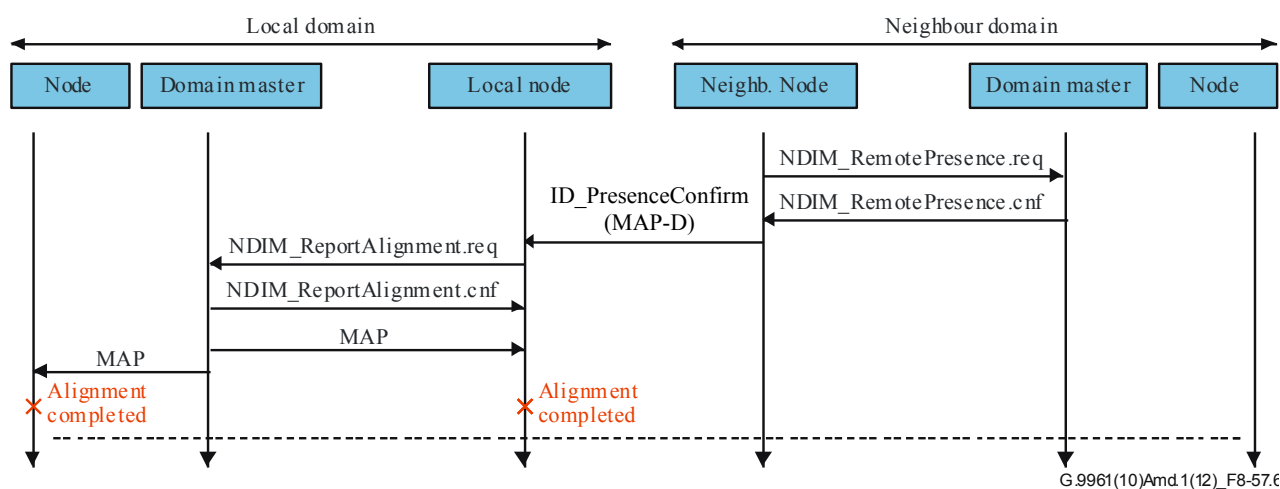 Local domain
Neighbour domain
Node
Domain master
Local node
Neighb. Node
Domain master
Node
NDIM_RemotePresence.req
ID_PresenceConfirm
(MAP-D)
NDIM_RemotePresence.cnf
NDIM_ReportAlignment.req
NDIM_ReportAlignment.cnf
MAP
MAP
Alignment
completed
Alignment
completed
G.9961(10)Amd.1(12)_F8-57.6